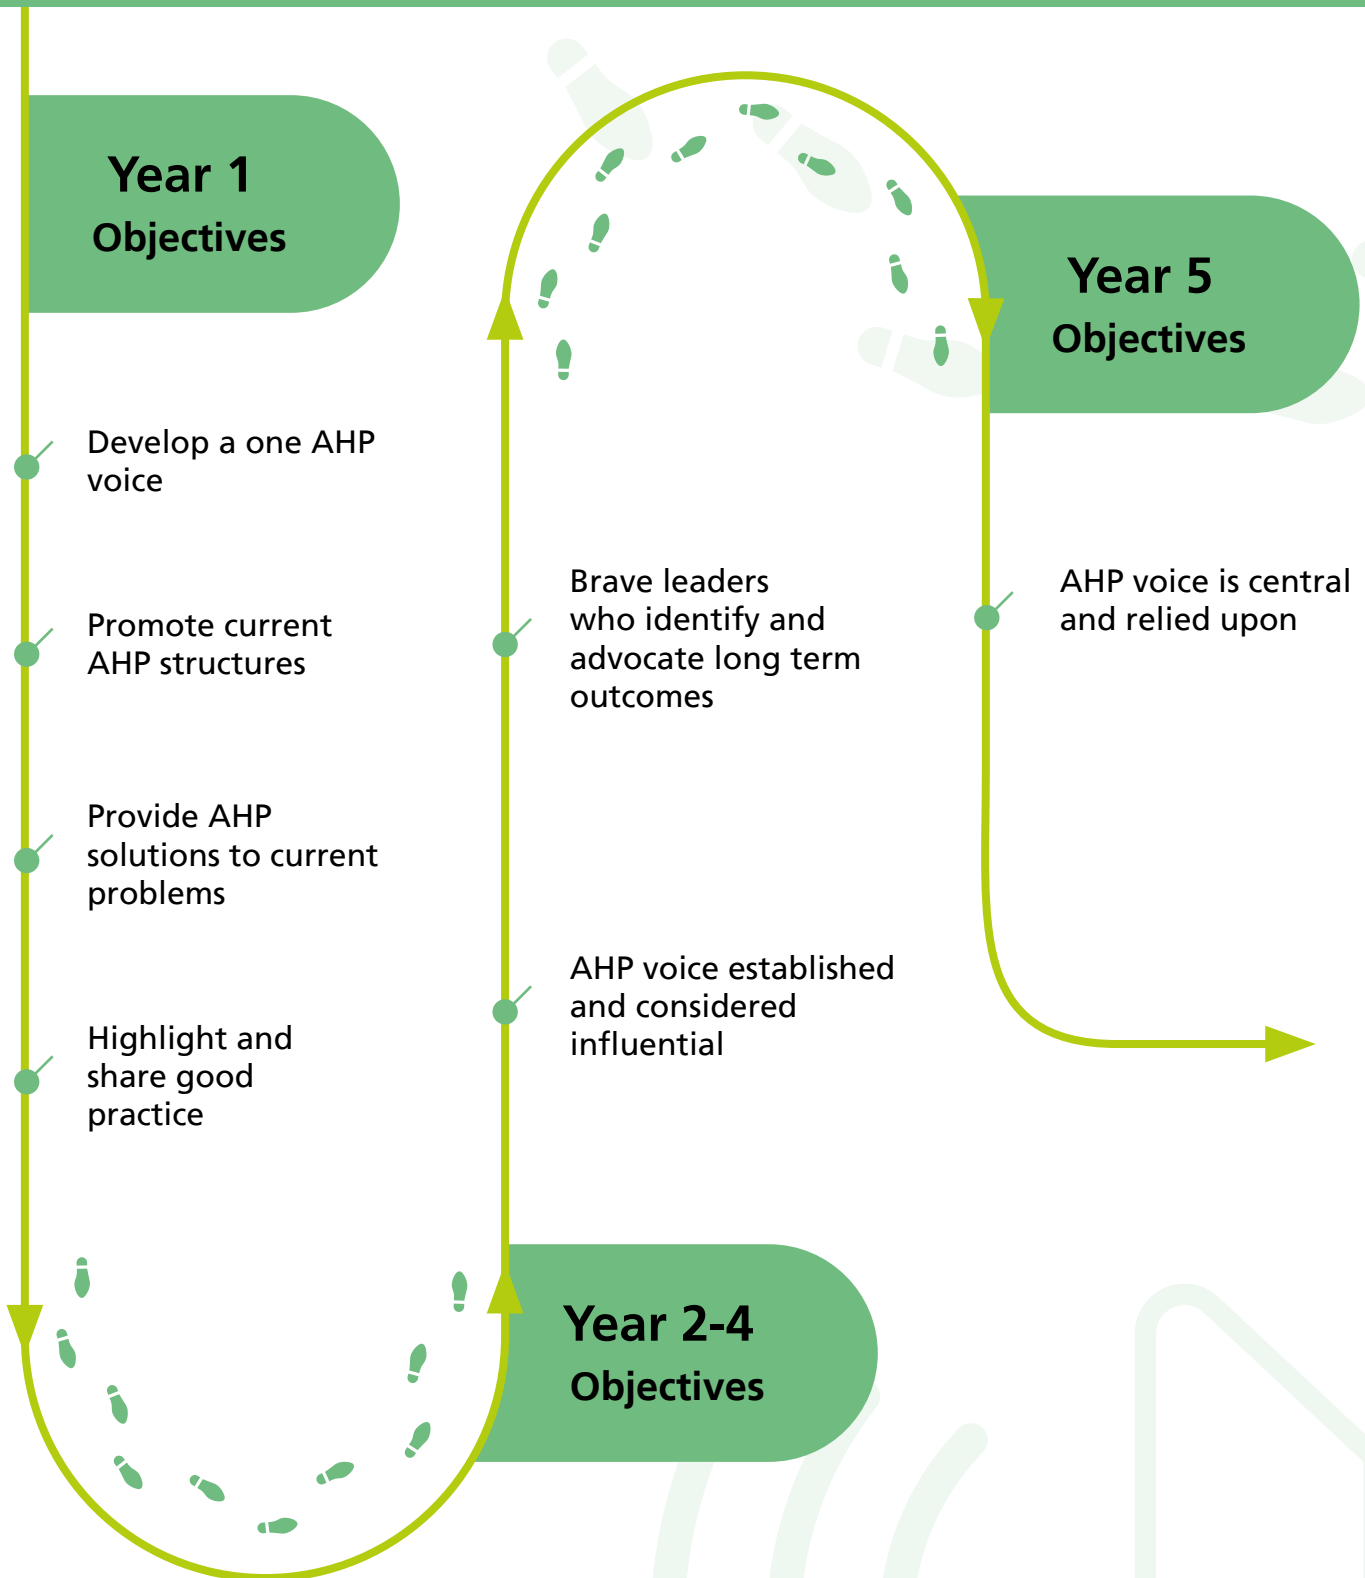 Year 1
Objectives
Develop a one AHP
voice
Promote current
AHP structures
Provide AHP
solutions to current
problems
Highlight and
share good
practice
Year 2-4
Objectives
AHP voice established
and considered
influential
Brave leaders
who identify and
advocate long term
outcomes
Year 5
Objectives
AHP voice is central
and relied upon